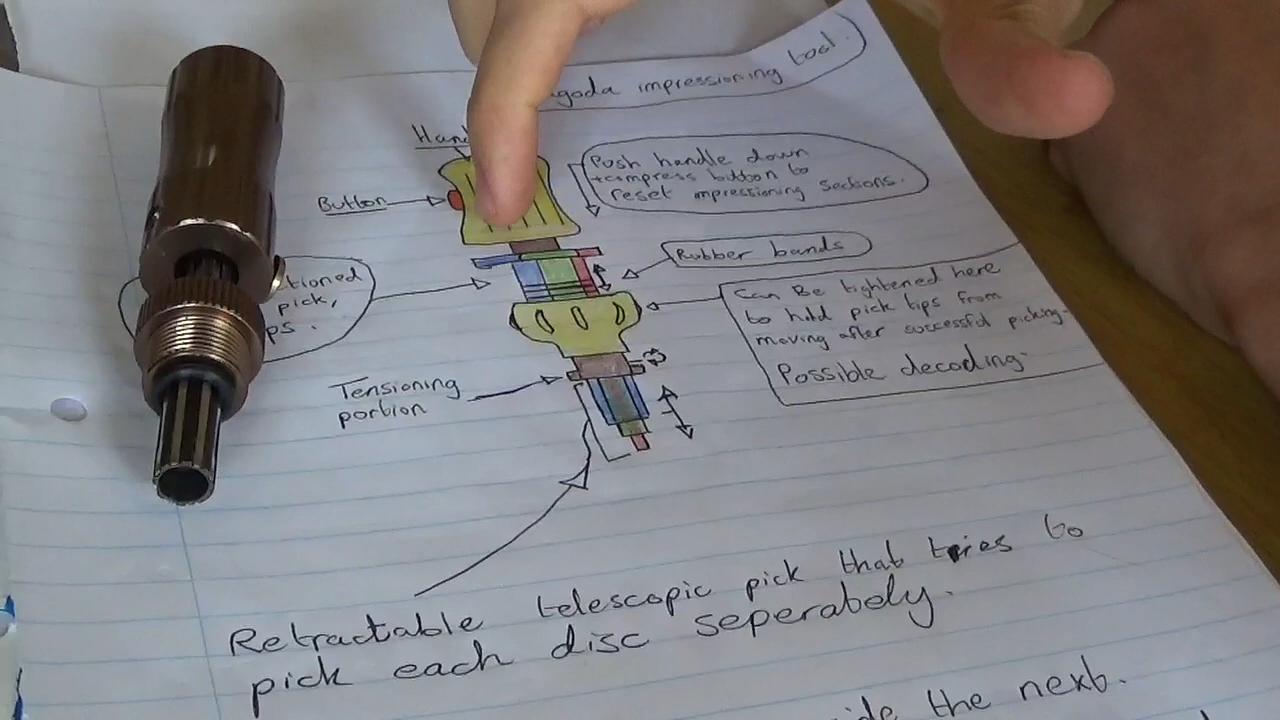 impressioning tool.
Push handle down
+compress button to
reset impressioning sections.
Button
Rubber bands
tioned
pick,
ps.
Can Be tightened here
to hold pick tips from
moving after successful picking.
Possible decoding.
Tensioning
portion
Retractable telescopic pick that tries to
pick each disc seperabely.
the next.